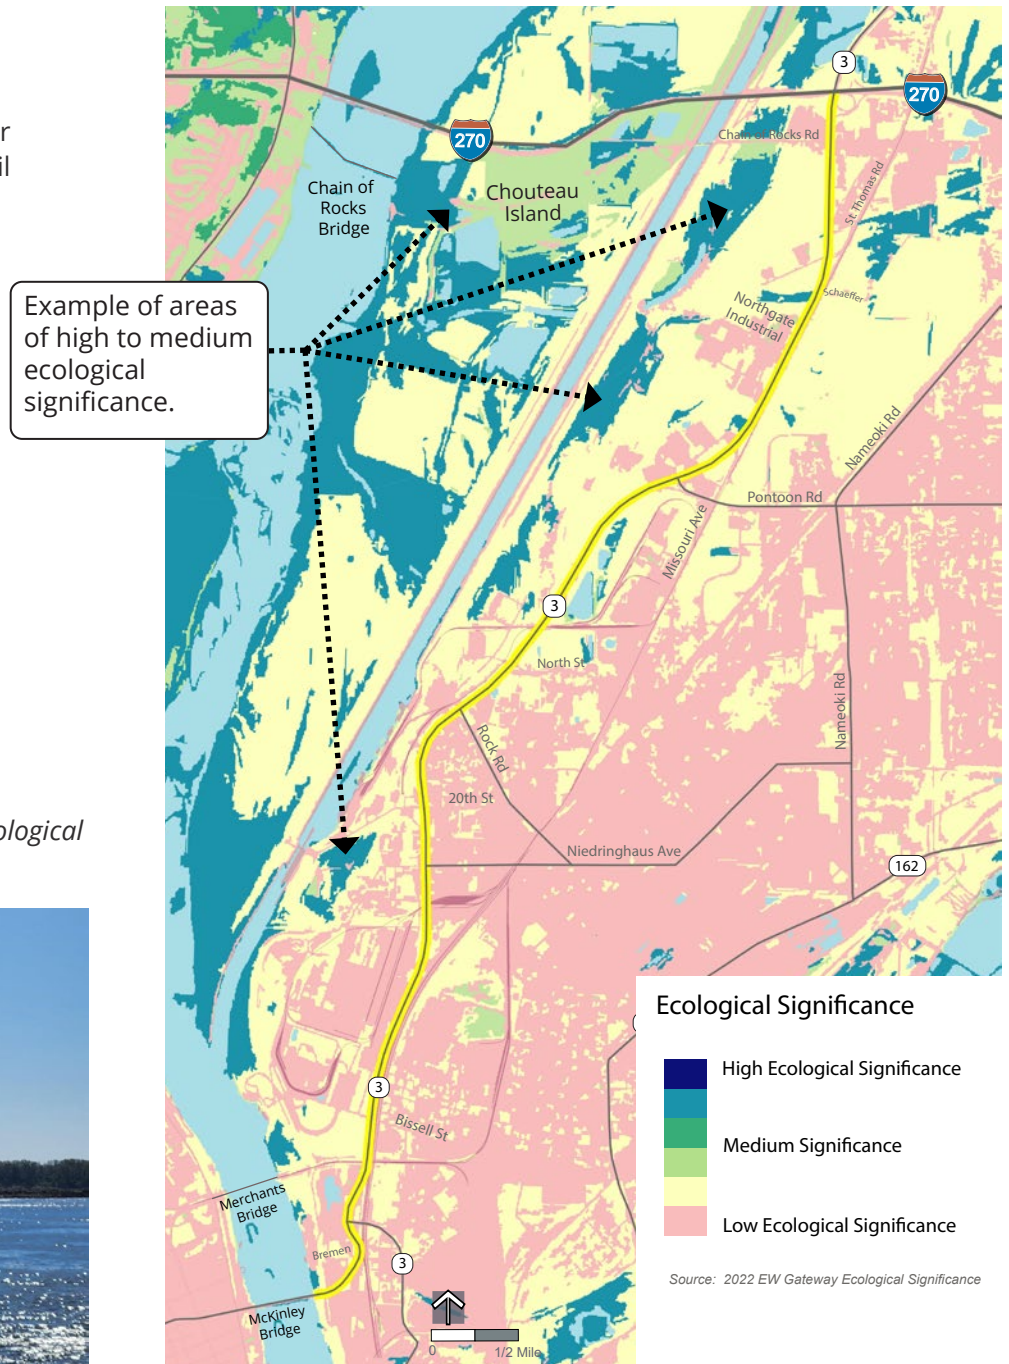 r
il
Example of areas
of high to medium
ecological
significance.
ological
3
270
270
Chain of Rocks Rd
Chain of
Rocks
Bridge
Chouteau
Island
St. Thomas Rd
Schaeffer
Northgate
Industrial
Nameoki Rd
Pontoon Rd
Missouri Ave
3
North St
Nameoki Rd
Rock Rd
20th St
Niedringhaus Ave
162
3
Bissell St
Merchants
Bridge
Bremen
3
McKinley
Bridge
0
1/2 Mile
Ecological Significance
High Ecological Significance
Medium Significance
Low Ecological Significance
Source: 2022 EW Gateway Ecological Significance